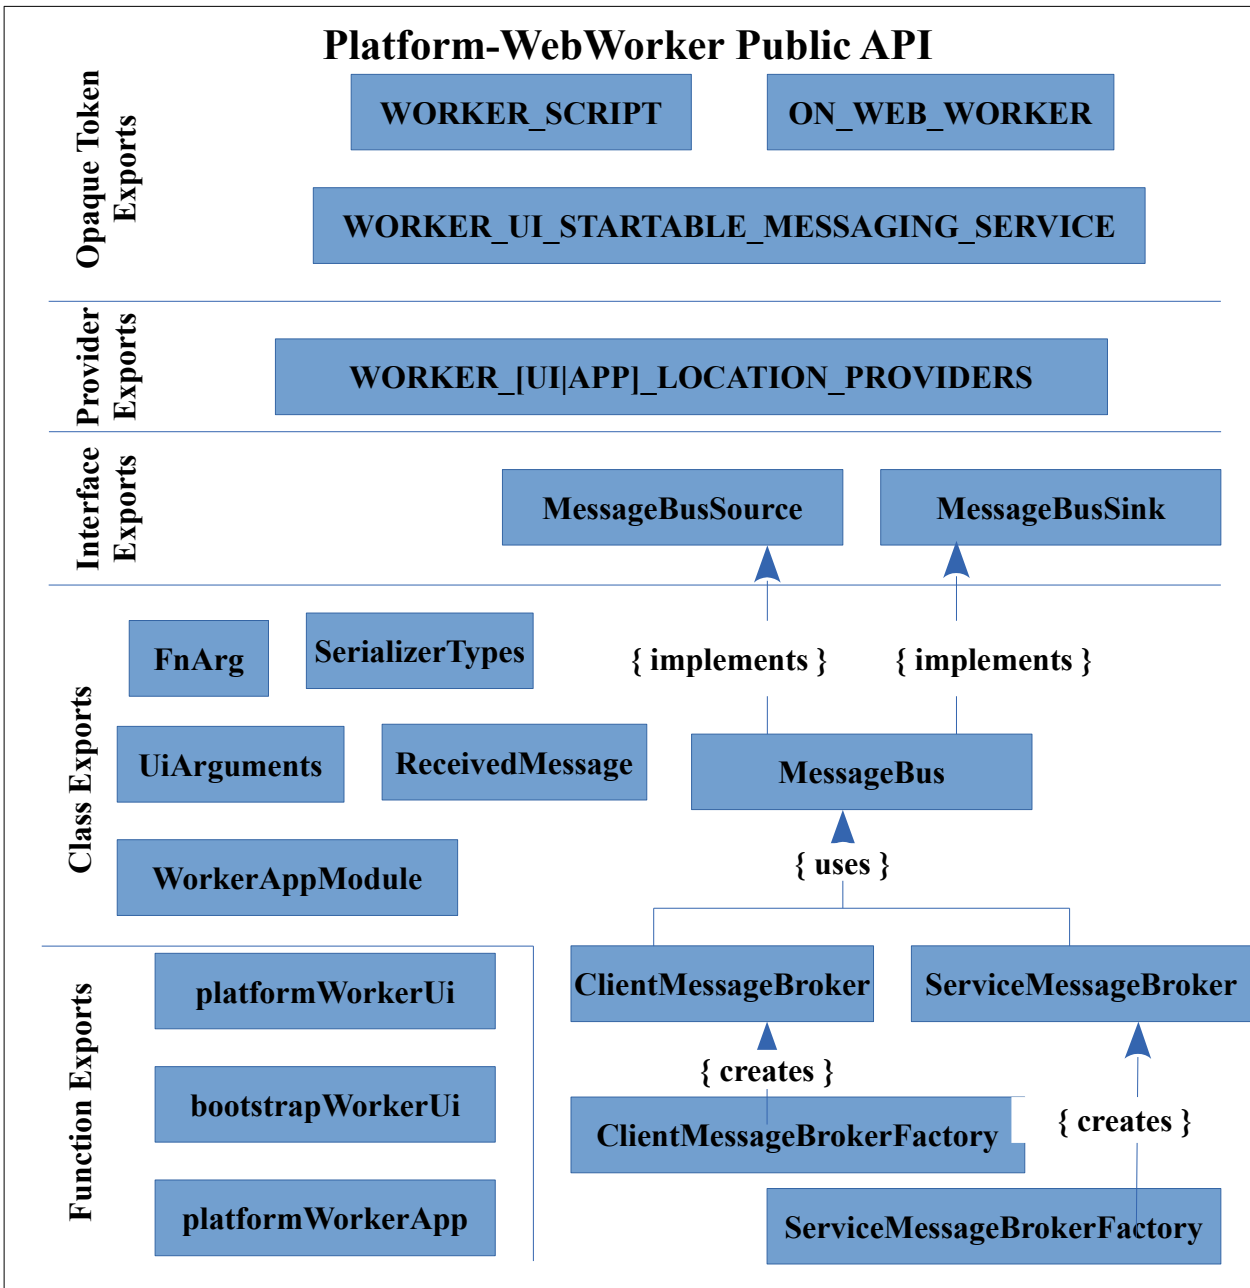 Platform-WebWorker Public API
Opaque Token
Exports
WORKER_SCRIPT
ON_WEB_WORKER
WORKER_UI_STARTABLE_MESSAGING_SERVICE
Provider
Exports
WORKER_[UI|APP]_LOCATION_PROVIDERS
Interface
Exports
MessageBusSource
MessageBusSink
Class Exports
FnArg
SerializerTypes
{ implements }
{ implements }
UiArguments
ReceivedMessage
MessageBus
WorkerAppModule
{ uses }
Function Exports
platformWorkerUi
ClientMessageBroker
ServiceMessageBroker
{ creates }
bootstrapWorkerUi
ClientMessageBrokerFactory
{ creates }
platformWorkerApp
ServiceMessageBrokerFactory